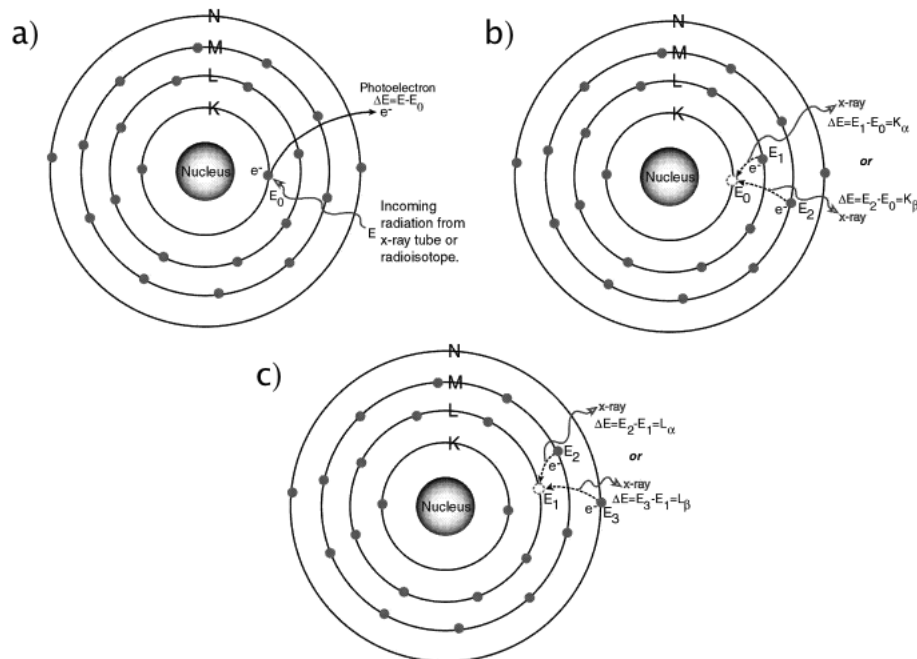 a)
N
M
L
K
Nucleus
Photoelectron
ΔE=E-E₀
e⁻
e⁻
E₀
E
Incoming
radiation from
x-ray tube or
radioisotope.
b)
N
M
L
K
Nucleus
x-ray
ΔE=E₁-E₀=Kα
or
ΔE=E₂-E₀=Kβ
x-ray
e⁻
E₁
E₀
e⁻
E₂
c)
N
M
L
K
Nucleus
x-ray
ΔE=E₂-E₁=Lα
or
x-ray
ΔE=E₃-E₁=Lβ
E₂
e⁻
E₁
e⁻
E₃